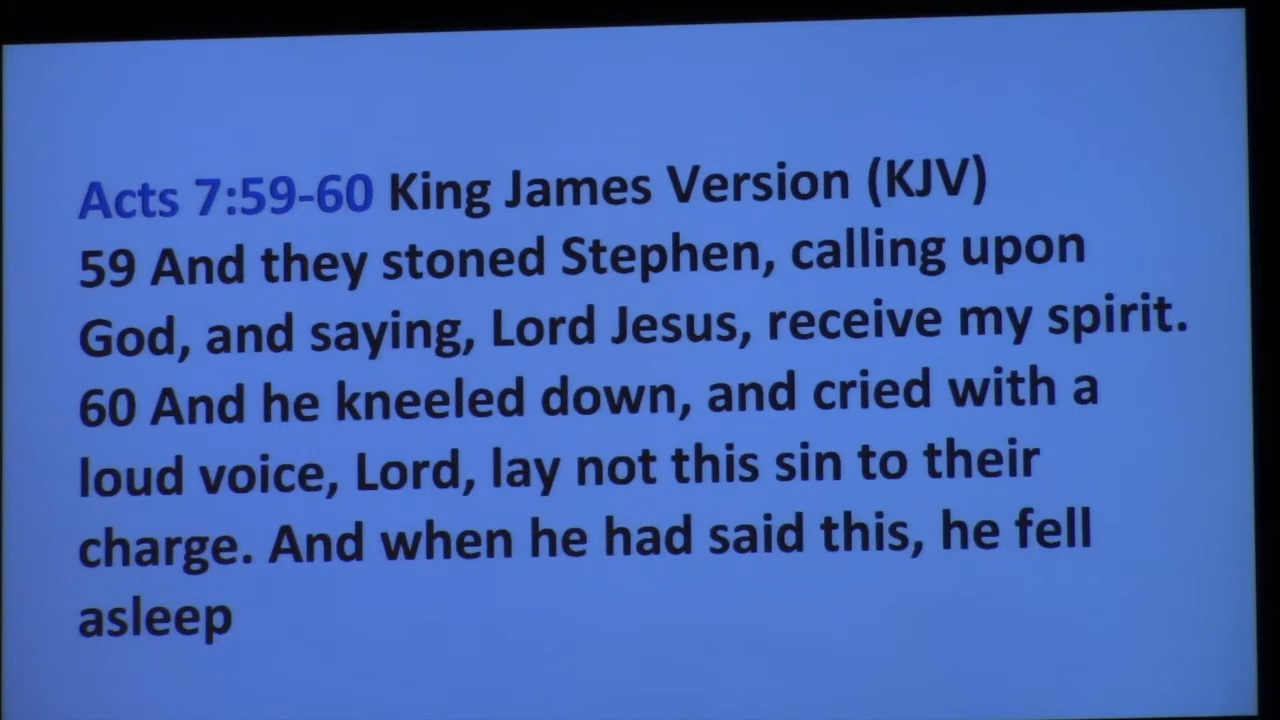 Acts 7:59-60 King James Version (KJV)
59 And they stoned Stephen, calling upon
God, and saying, Lord Jesus, receive my spirit.
60 And he kneeled down, and cried with a
loud voice, Lord, lay not this sin to their
charge. And when he had said this, he fell
asleep